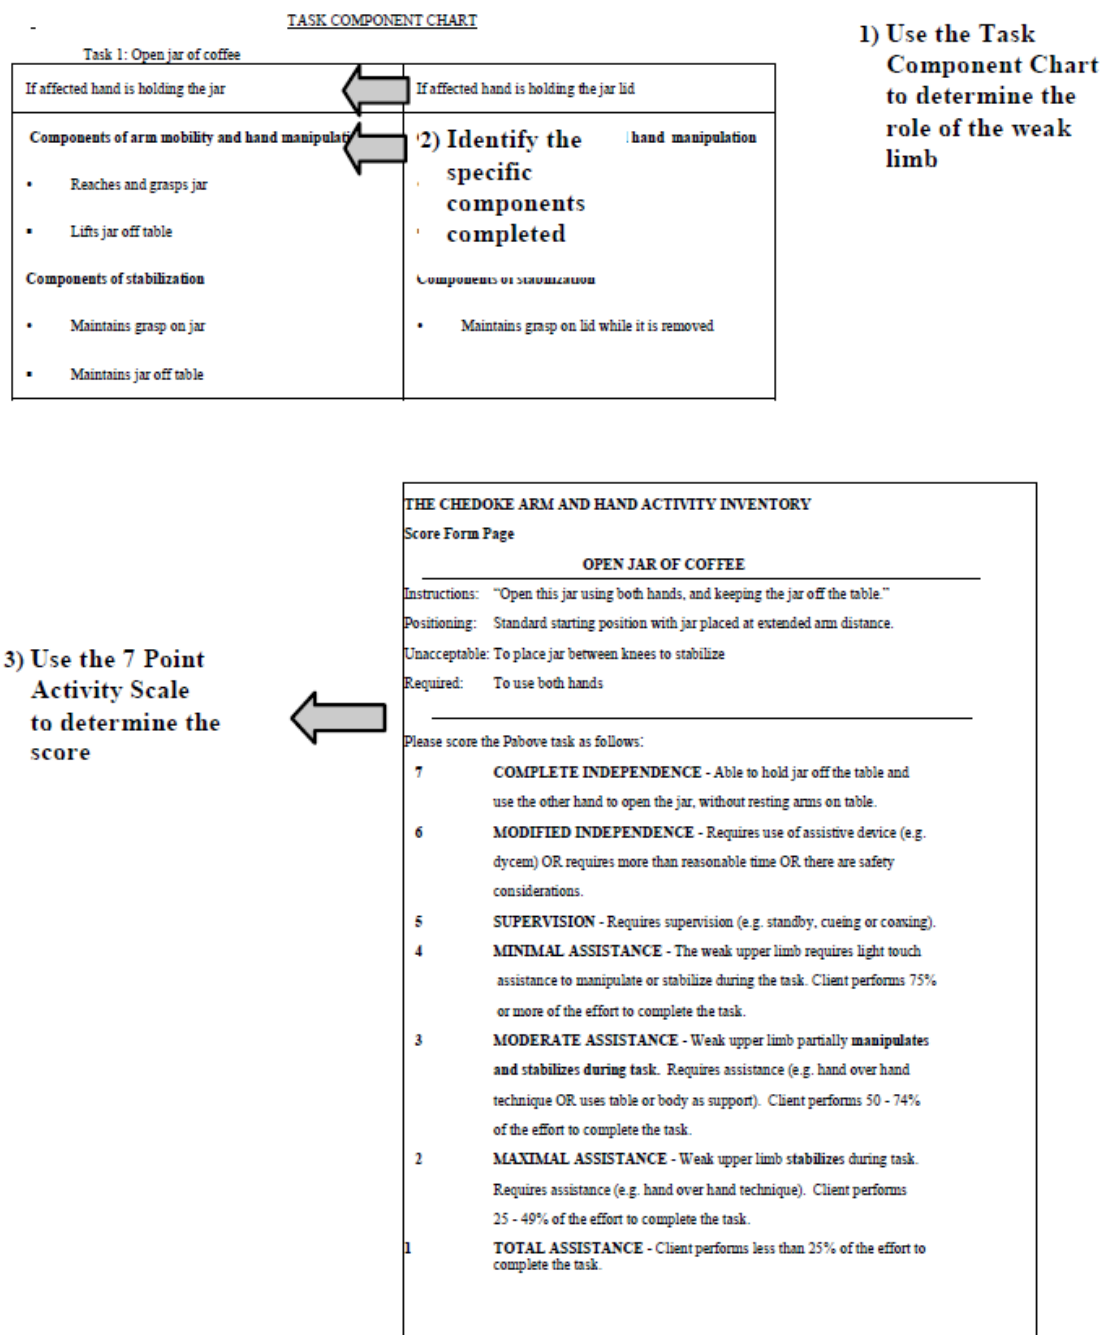 TASK COMPONENT CHART
Task 1: Open jar of coffee
If affected hand is holding the jar
If affected hand is holding the jar lid
1) Use the Task
Component Chart
to determine the
role of the weak
limb
Components of arm mobility and hand
hand manipulation
2) Identify the
specific
components
completed
• Reaches and grasps jar
▪ Lifts jar off table
Components of stabilization
Components of stabilization
• Maintains grasp on jar
• Maintains grasp on lid while it is removed
▪ Maintains jar off table
THE CHEDOKE ARM AND HAND ACTIVITY INVENTORY
Score Form Page
OPEN JAR OF COFFEE
Instructions: “Open this jar using both hands, and keeping the jar off the table.”
Positioning: Standard starting position with jar placed at extended arm distance.
Unacceptable: To place jar between knees to stabilize
Required: To use both hands
3) Use the 7 Point
Activity Scale
to determine the
score
Please score the Pabove task as follows:
7 COMPLETE INDEPENDENCE - Able to hold jar off the table and
use the other hand to open the jar, without resting arms on table.
6 MODIFIED INDEPENDENCE - Requires use of assistive device (e.g.
dycem) OR requires more than reasonable time OR there are safety
considerations.
5 SUPERVISION - Requires supervision (e.g. standby, cueing or coaxing).
4 MINIMAL ASSISTANCE - The weak upper limb requires light touch
assistance to manipulate or stabilize during the task. Client performs 75%
or more of the effort to complete the task.
3 MODERATE ASSISTANCE - Weak upper limb partially manipulates
and stabilizes during task. Requires assistance (e.g. hand over hand
technique OR uses table or body as support). Client performs 50 - 74%
of the effort to complete the task.
2 MAXIMAL ASSISTANCE - Weak upper limb stabilizes during task.
Requires assistance (e.g. hand over hand technique). Client performs
25 - 49% of the effort to complete the task.
1 TOTAL ASSISTANCE - Client performs less than 25% of the effort to
complete the task.